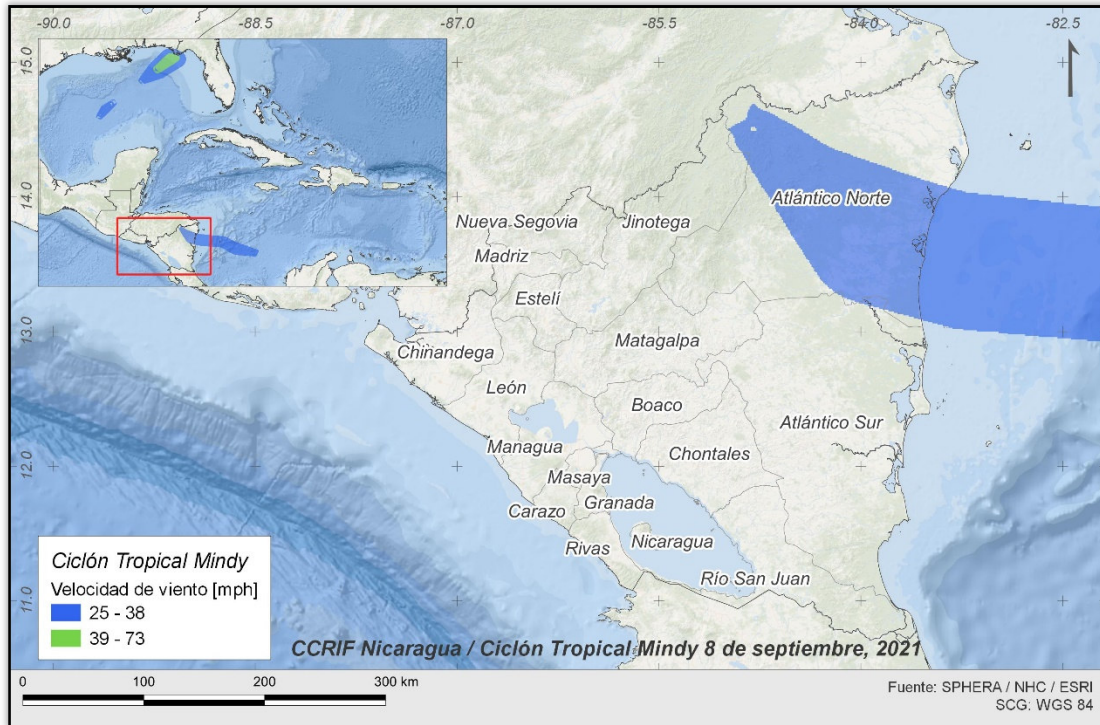 -90.0
-88.5
-87.0
-85.5
-84.0
-82.5
15.0
14.0
13.0
12.0
11.0
Atlántico Norte
Nueva Segovia
Jinotega
Madriz
Estelí
Matagalpa
Chinandega
León
Boaco
Atlántico Sur
Managua
Chontales
Masaya
Granada
Carazo
Nicaragua
Rivas
Río San Juan
Ciclón Tropical Mindy
Velocidad de viento [mph]
25 - 38
39 - 73
CCRIF Nicaragua / Ciclón Tropical Mindy 8 de septiembre, 2021
0 100 200 300 km
Fuente: SPHERA / NHC / ESRI
SCG: WGS 84